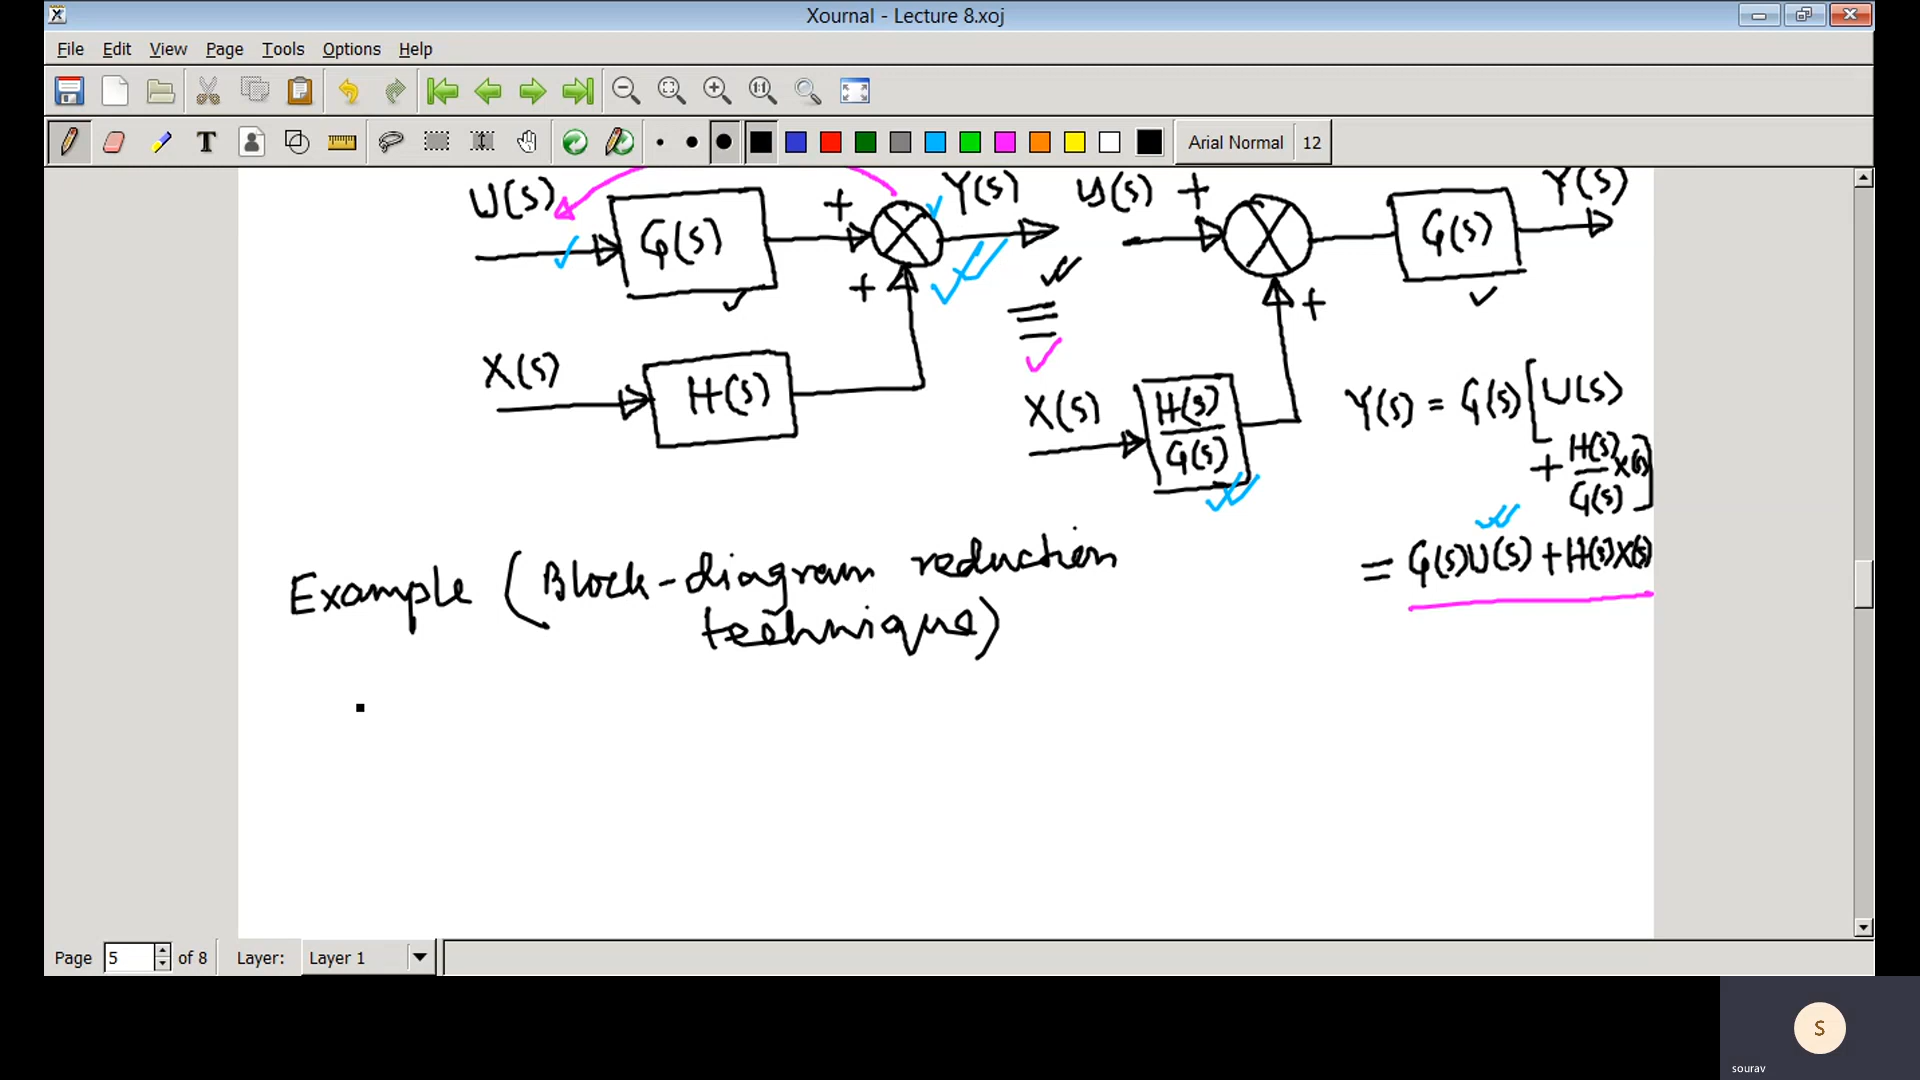 Xournal - Lecture 8.xoj
File Edit View Page Tools Options Help
Arial Normal 12
U(s) G(s) + + Y(s)
X(s) H(s)
U(s) + + G(s) Y(s)
X(s) H(s)/G(s)
Y(s) = G(s) [U(s)
+ H(s)/G(s) X(s)]
= G(s)U(s) + H(s)X(s)
Example (Block-diagram reduction
technique)
Page 5 of 8 Layer: Layer 1
S
sourav